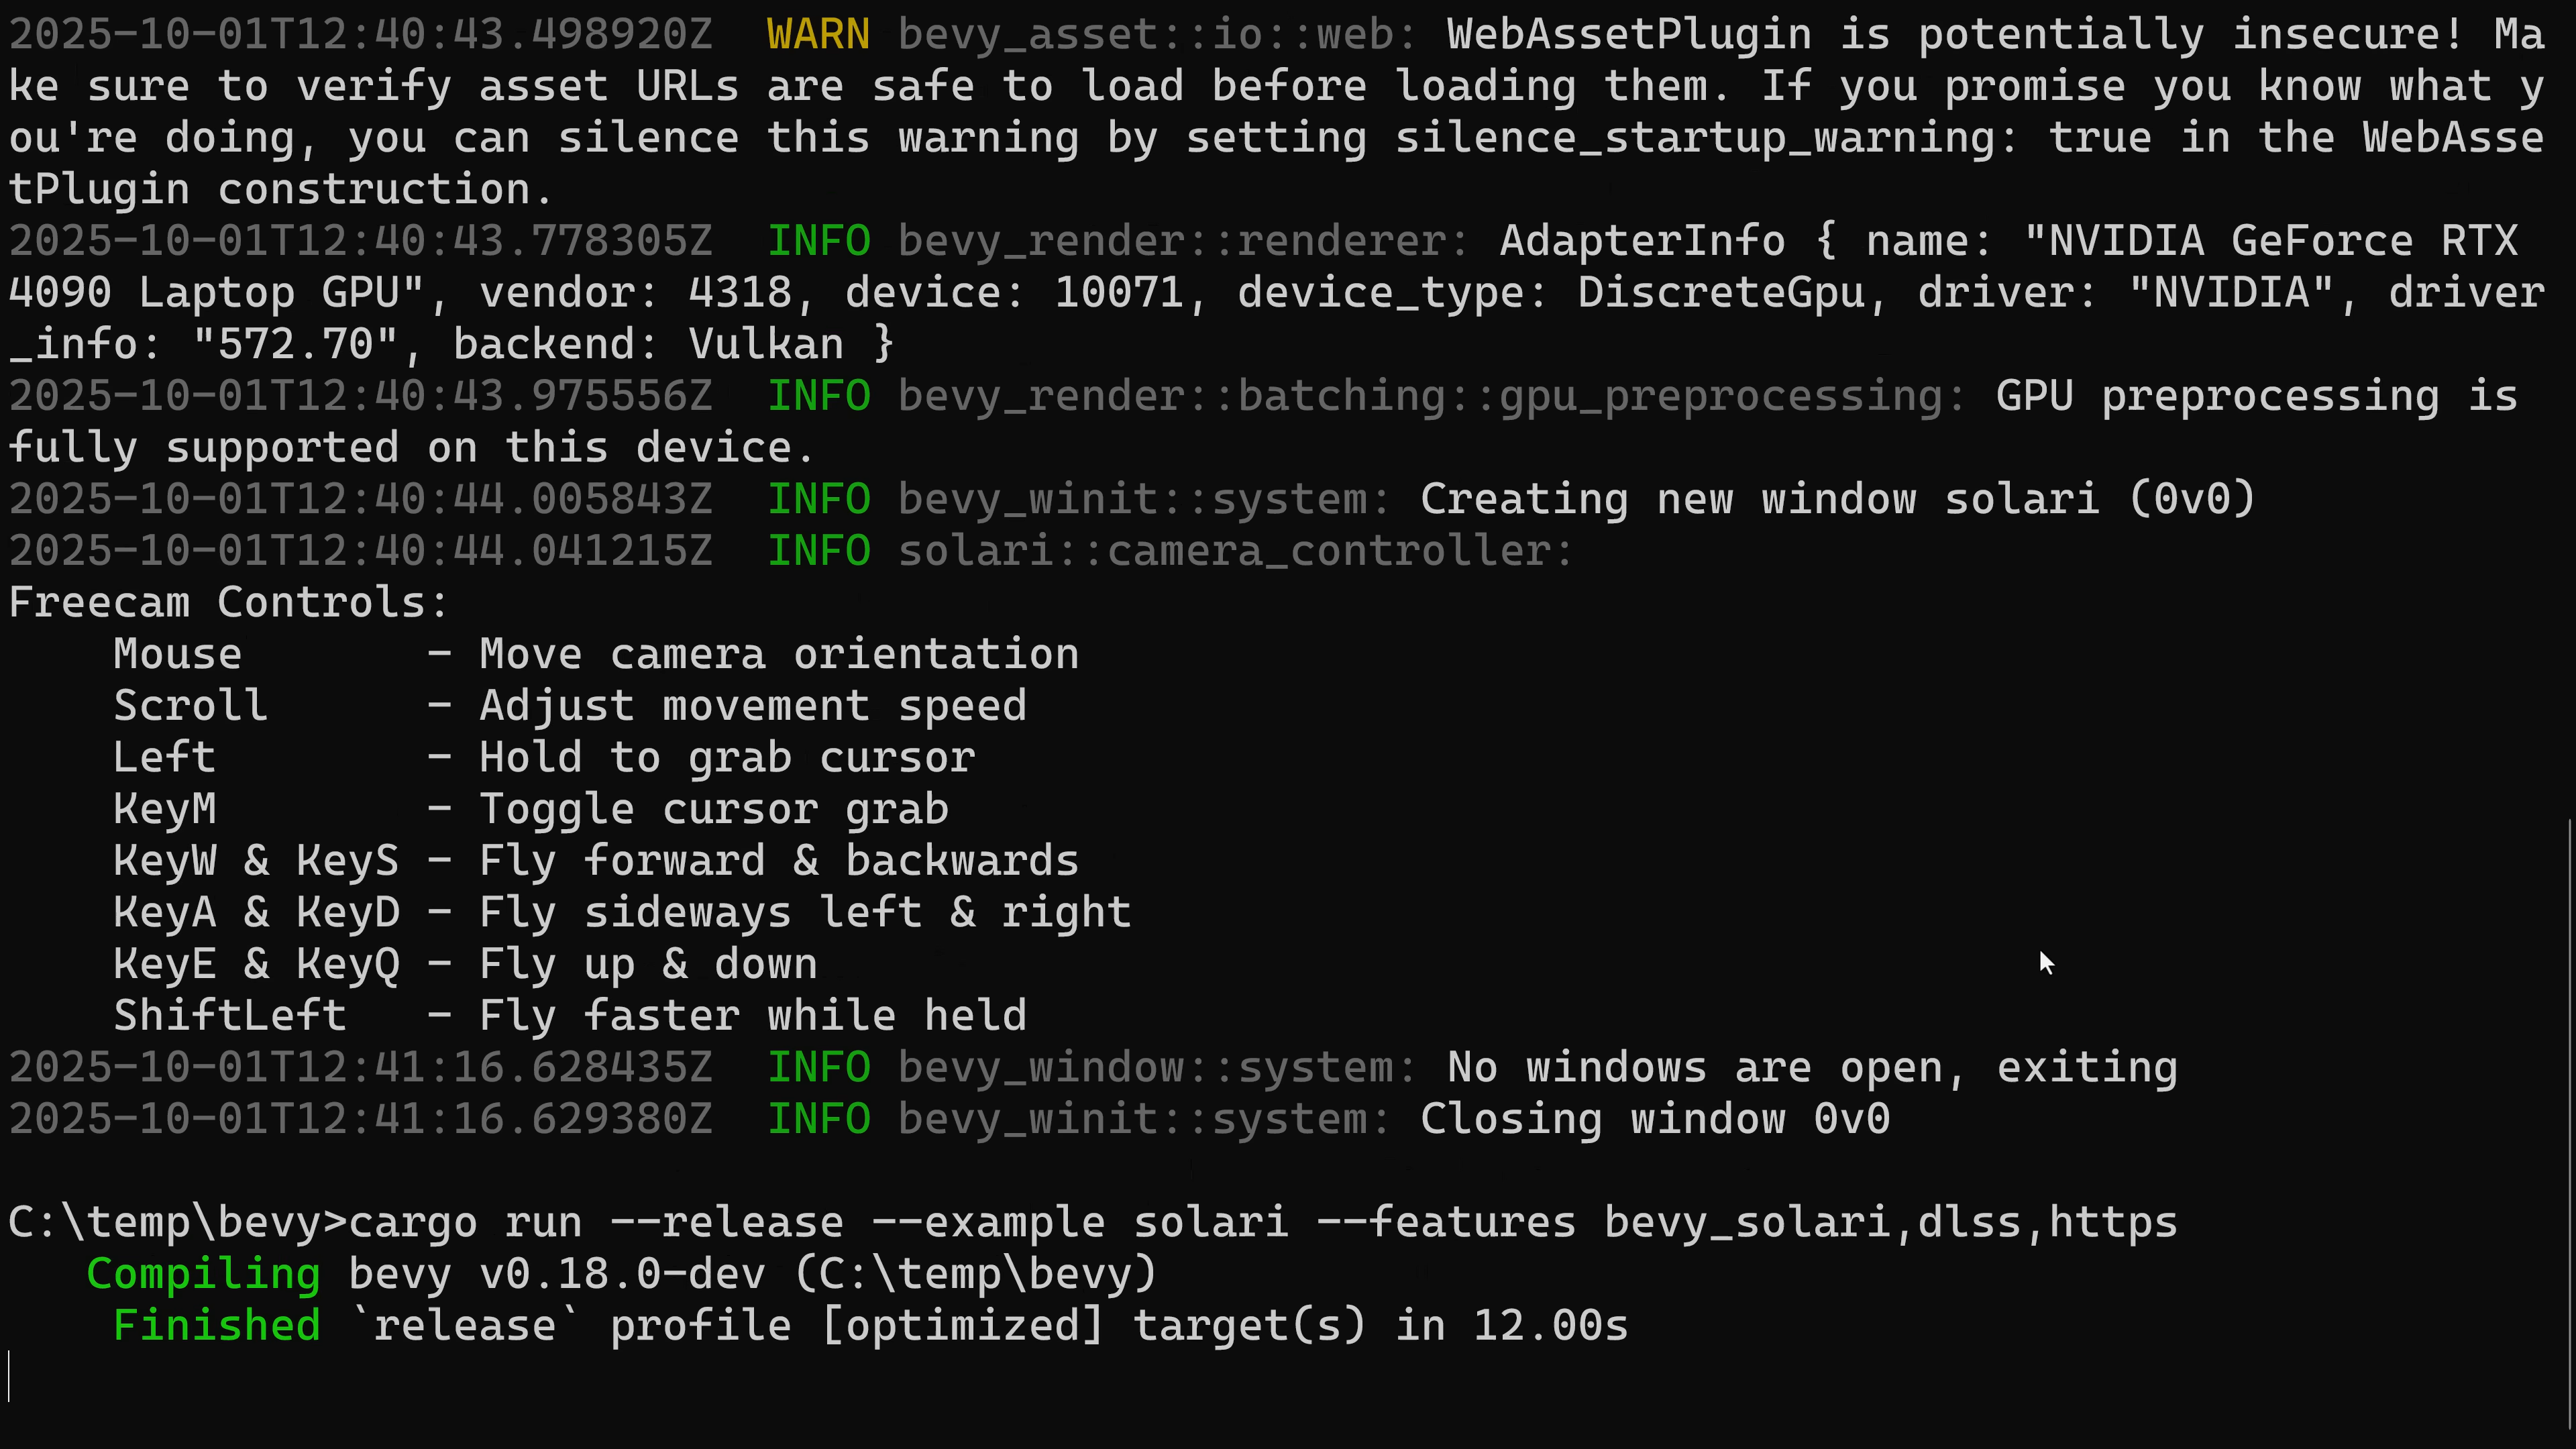 2025-10-01T12:40:43.498920Z  WARN bevy_asset::io::web: WebAssetPlugin is potentially insecure! Ma
ke sure to verify asset URLs are safe to load before loading them. If you promise you know what y
ou're doing, you can silence this warning by setting silence_startup_warning: true in the WebAsse
tPlugin construction.
2025-10-01T12:40:43.778305Z  INFO bevy_render::renderer: AdapterInfo { name: "NVIDIA GeForce RTX
4090 Laptop GPU", vendor: 4318, device: 10071, device_type: DiscreteGpu, driver: "NVIDIA", driver
_info: "572.70", backend: Vulkan }
2025-10-01T12:40:43.975556Z  INFO bevy_render::batching::gpu_preprocessing: GPU preprocessing is
fully supported on this device.
2025-10-01T12:40:44.005843Z  INFO bevy_winit::system: Creating new window solari (0v0)
2025-10-01T12:40:44.041215Z  INFO solari::camera_controller:
Freecam Controls:
    Mouse       - Move camera orientation
    Scroll      - Adjust movement speed
    Left        - Hold to grab cursor
    KeyM        - Toggle cursor grab
    KeyW & KeyS - Fly forward & backwards
    KeyA & KeyD - Fly sideways left & right
    KeyE & KeyQ - Fly up & down
    ShiftLeft   - Fly faster while held
2025-10-01T12:41:16.628435Z  INFO bevy_window::system: No windows are open, exiting
2025-10-01T12:41:16.629380Z  INFO bevy_winit::system: Closing window 0v0
C:\temp\bevy>cargo run --release --example solari --features bevy_solari,dlss,https
   Compiling bevy v0.18.0-dev (C:\temp\bevy)
    Finished `release` profile [optimized] target(s) in 12.00s